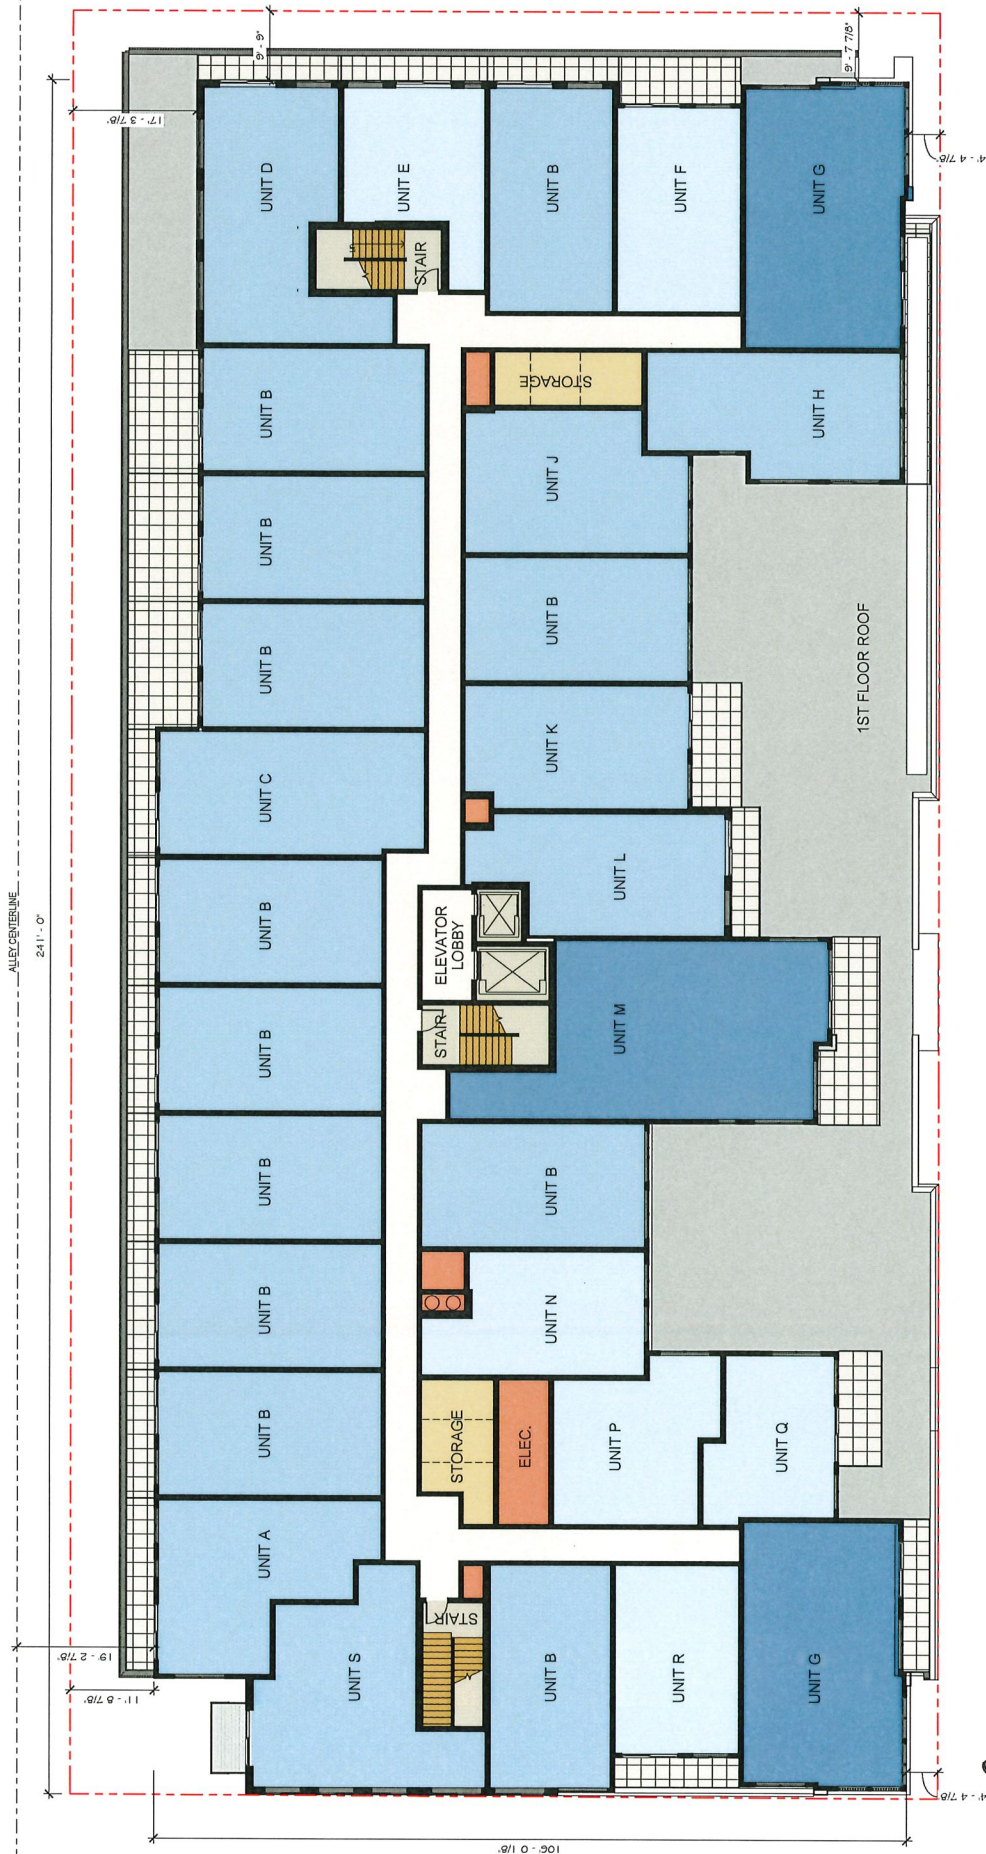 ALLEY CENTERLINE
241' - 0"
9' - 9"
9' - 7 7/8"
17' - 3 7/8"
4' - 4 7/8"
UNIT D
UNIT E
UNIT B
UNIT F
UNIT G
STAIR
UNIT B
STORAGE
UNIT H
UNIT J
UNIT B
UNIT B
UNIT B
1ST FLOOR ROOF
UNIT C
UNIT K
UNIT L
UNIT B
ELEVATOR
LOBBY
STAIR
UNIT M
UNIT B
UNIT B
UNIT B
UNIT B
UNIT N
UNIT B
STORAGE
ELEC.
UNIT P
UNIT Q
UNIT A
STAIR
UNIT S
UNIT B
UNIT R
UNIT G
19' - 2 7/8"
11' - 8 7/8"
4' - 4 7/8"
106' - 0 1/8"